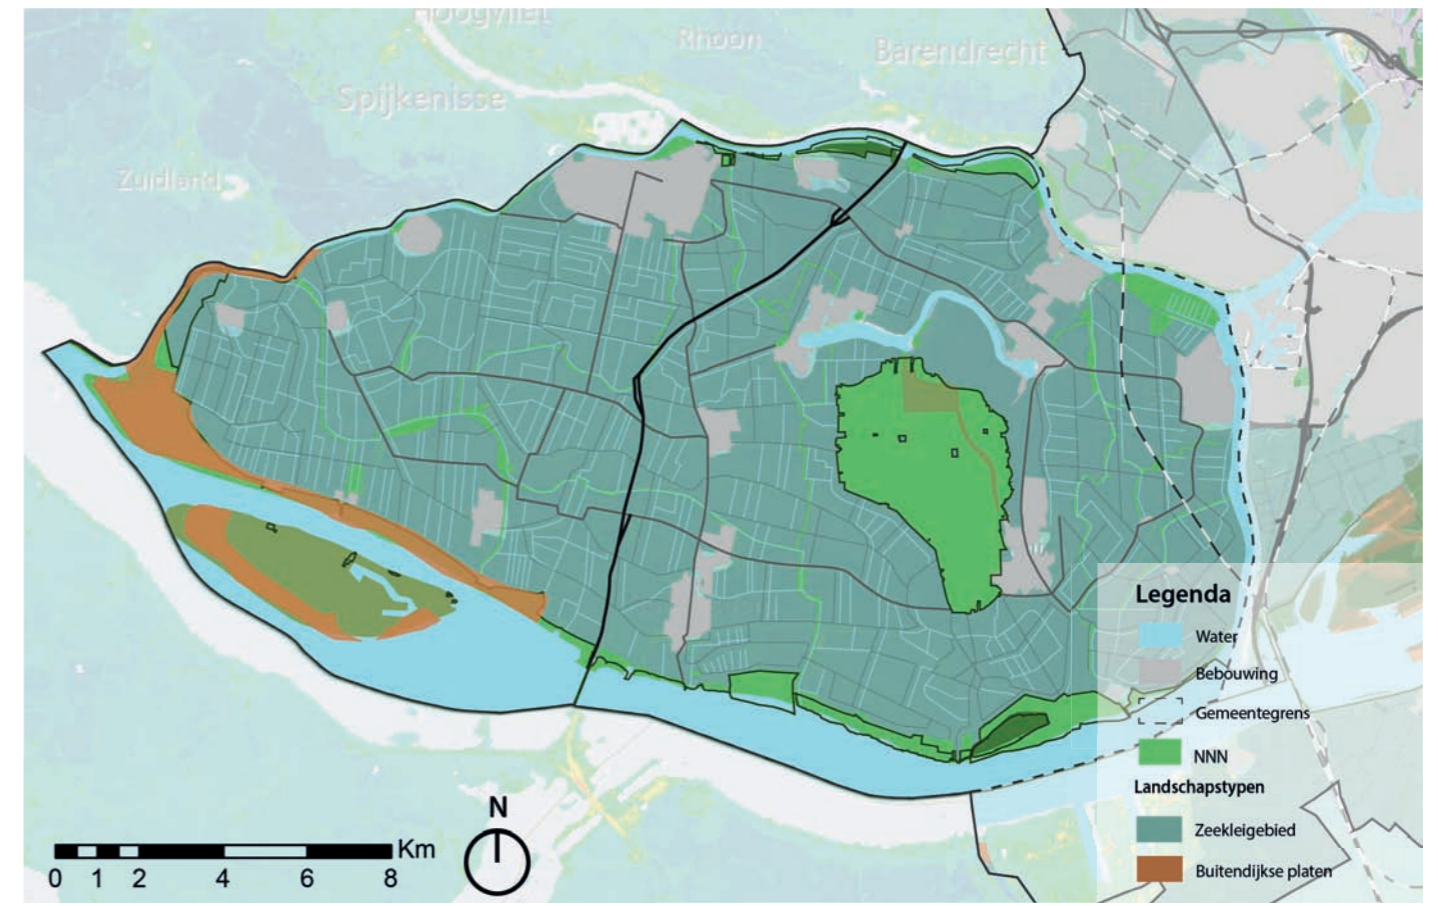 Hoogvliet
Rhoon
Barendrecht
Spijkenisse
Zuidland
Legenda
Water
Bebouwing
Gemeentegrens
NNN
Landschapstypen
Zeekleigebied
Buitendijkse platen
N
Km
0 1 2 4 6 8